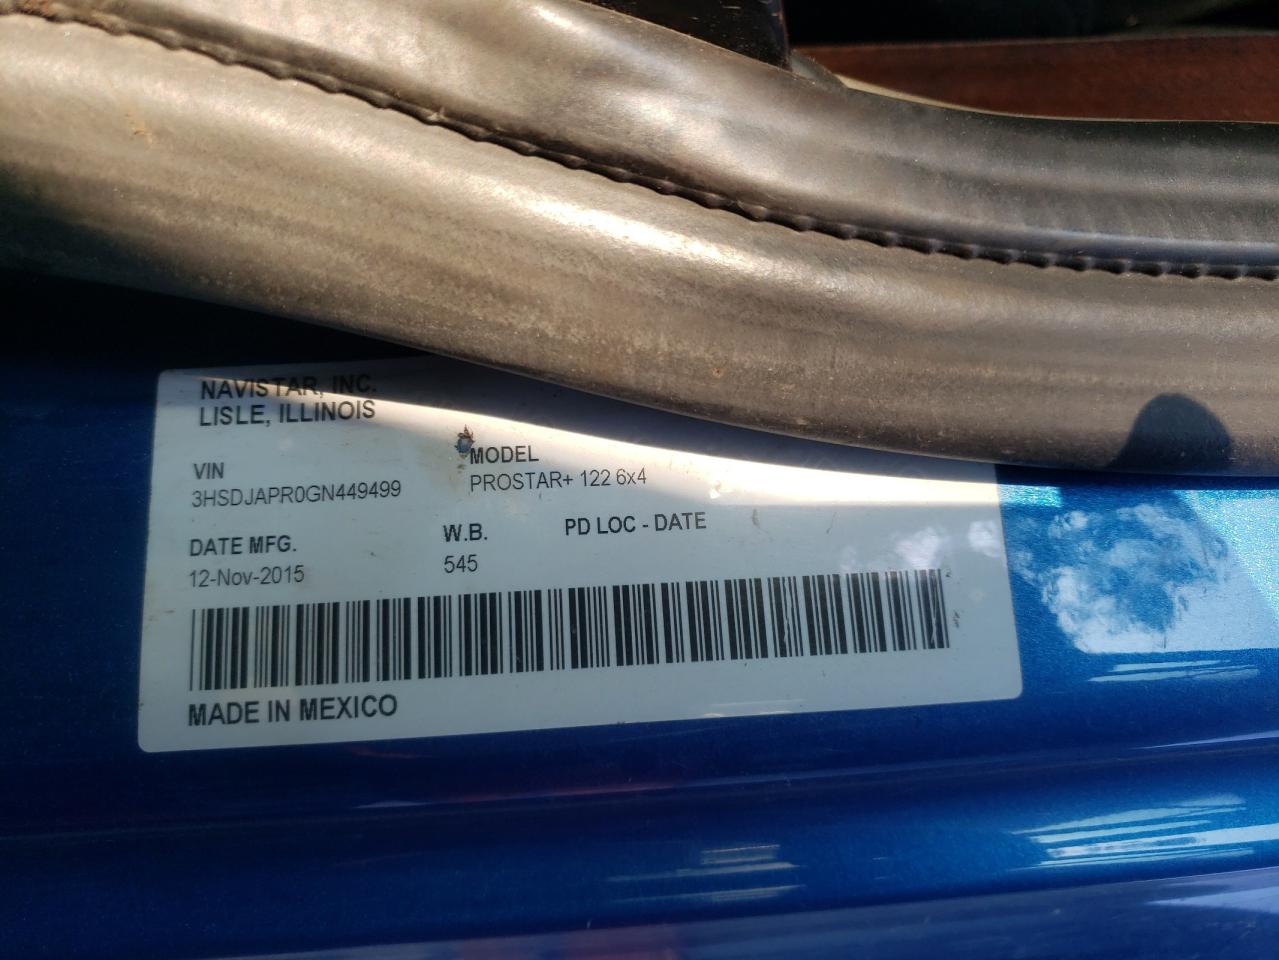 NAVISTAR, INC.
LISLE, ILLINOIS
VIN
3HSDJAPR0GN449499
MODEL
PROSTAR+ 122 6x4
DATE MFG.
12-Nov-2015
W.B.
545
PD LOC - DATE
MADE IN MEXICO